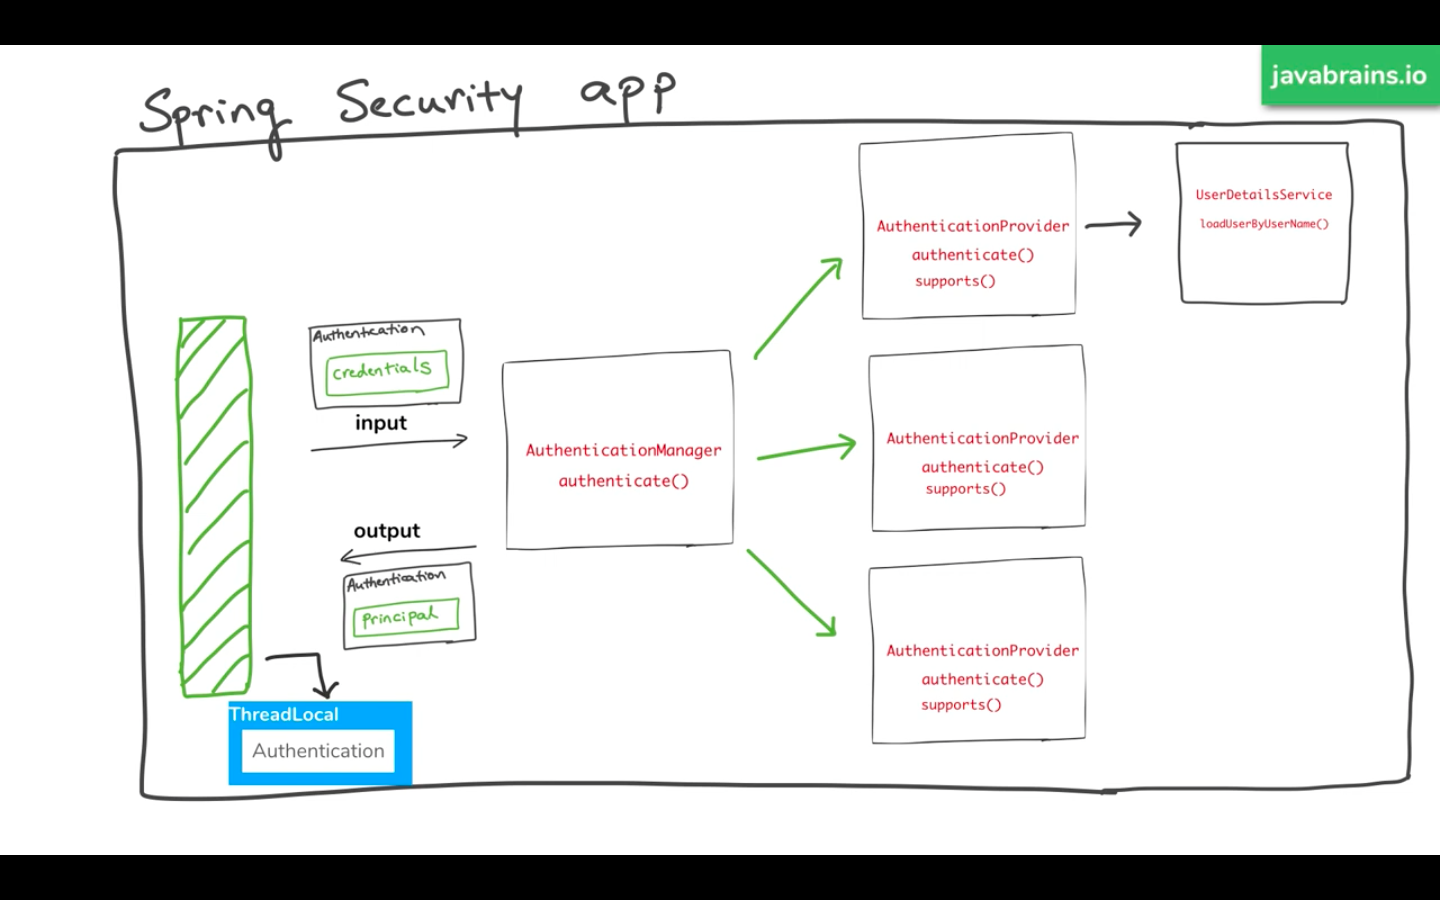 Spring Security app
javabrains.io
Authentication
credentials
input
output
Authentication
principal
ThreadLocal
Authentication
AuthenticationManager
authenticate()
AuthenticationProvider
authenticate()
supports()
AuthenticationProvider
authenticate()
supports()
AuthenticationProvider
authenticate()
supports()
UserDetailsService
loadUserByUserName()